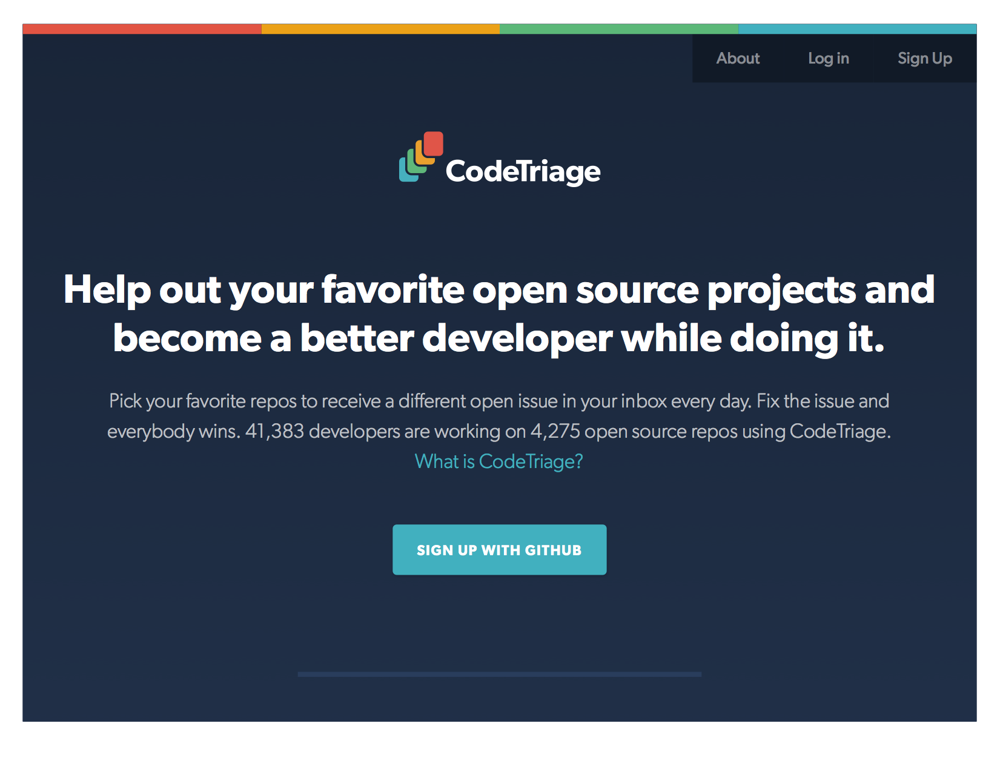 About Log in Sign Up
CodeTriage
Help out your favorite open source projects and
become a better developer while doing it.
Pick your favorite repos to receive a different open issue in your inbox every day. Fix the issue and
everybody wins. 41,383 developers are working on 4,275 open source repos using CodeTriage.
What is CodeTriage?
SIGN UP WITH GITHUB